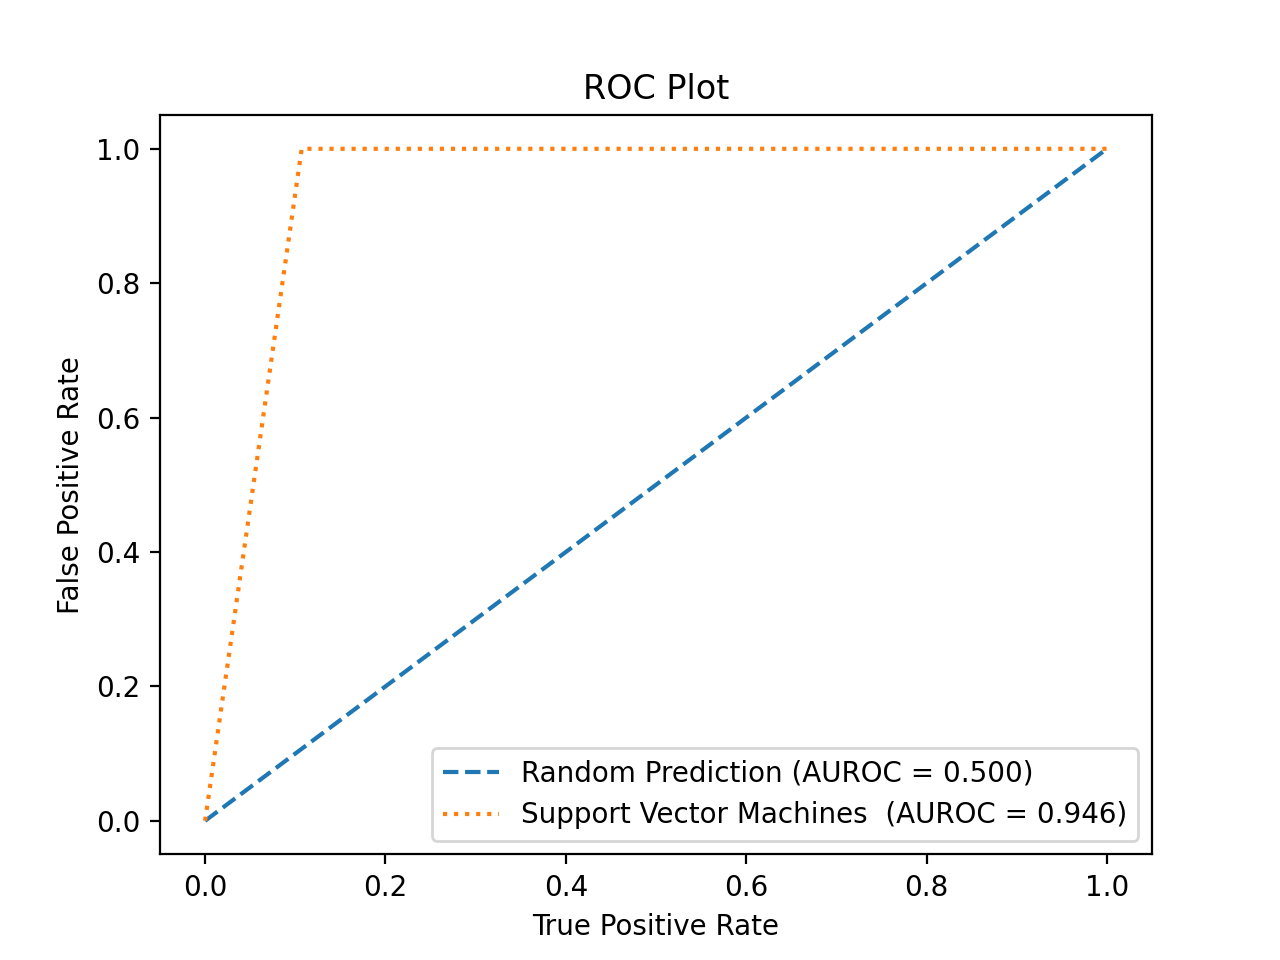 ROC Plot
1.0
0.8
0.6
0.4
0.2
0.0
False Positive Rate
Random Prediction (AUROC = 0.500)
Support Vector Machines  (AUROC = 0.946)
0.0 0.2 0.4 0.6 0.8 1.0
True Positive Rate